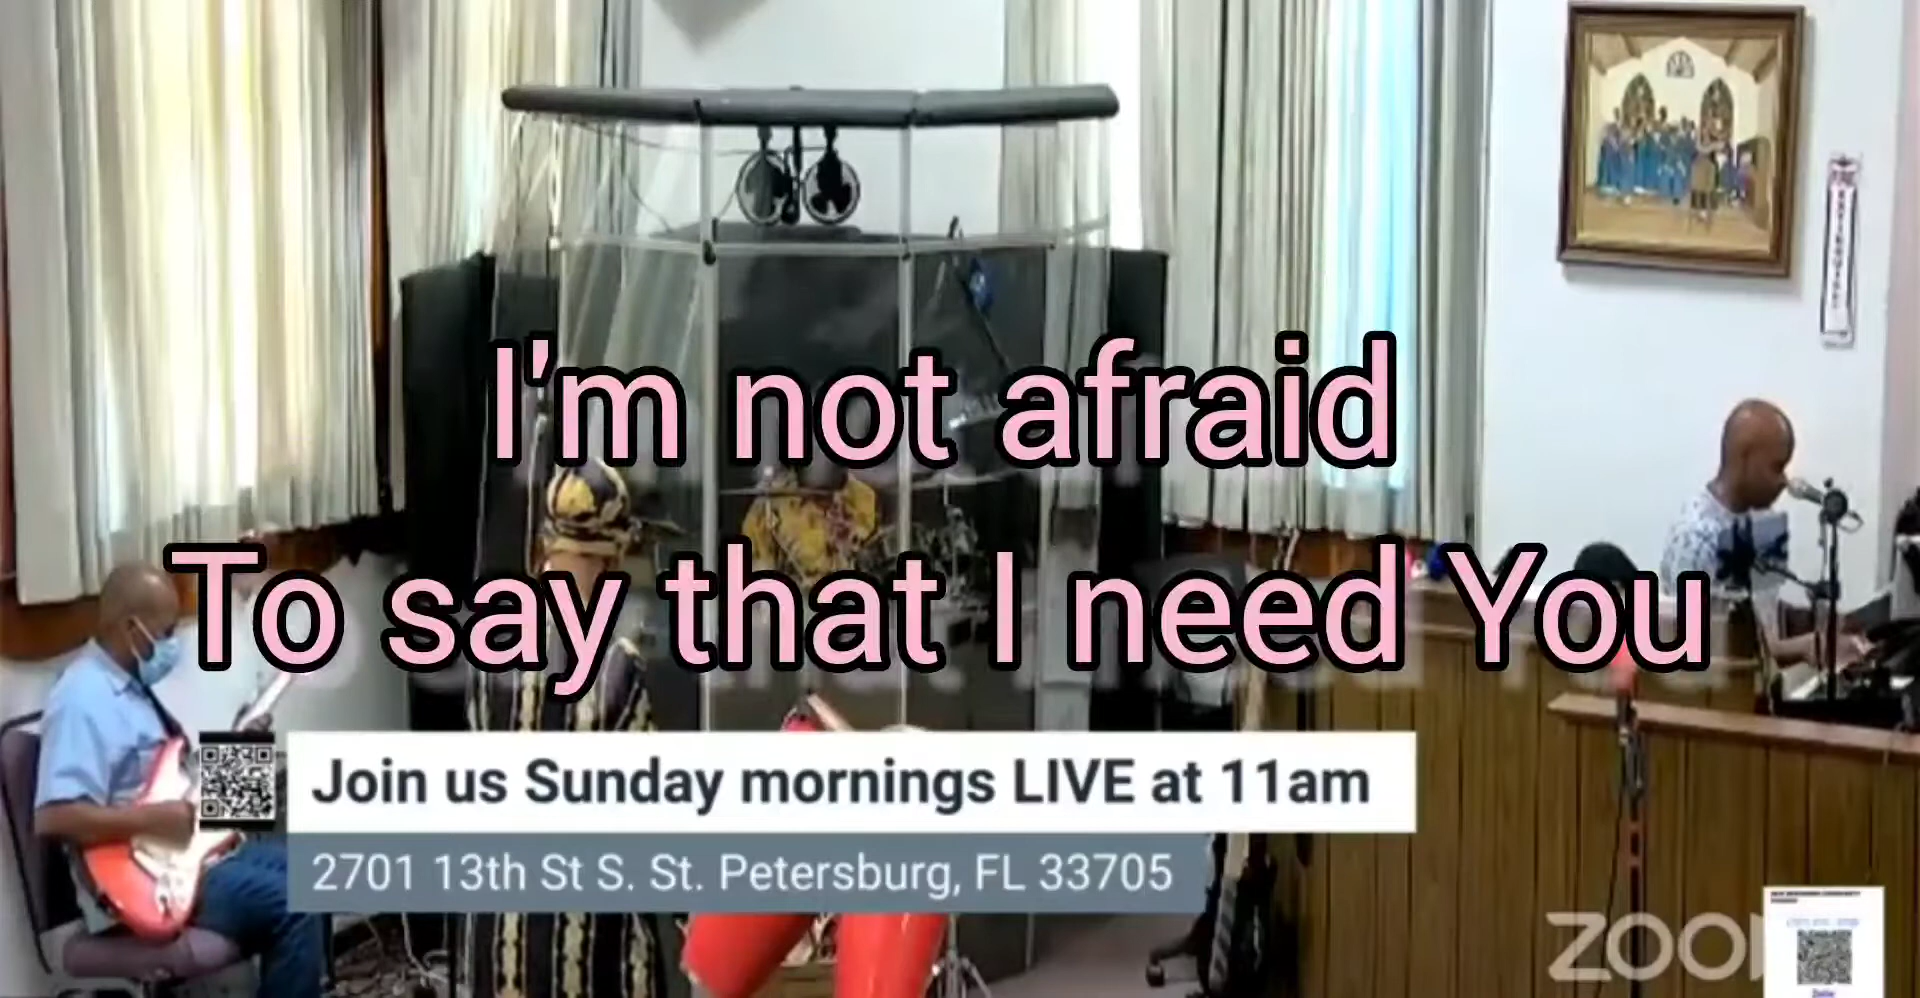 I'm not afraid
To say that I need You
Join us Sunday mornings LIVE at 11am
2701 13th St S. St. Petersburg, FL 33705
ZOO